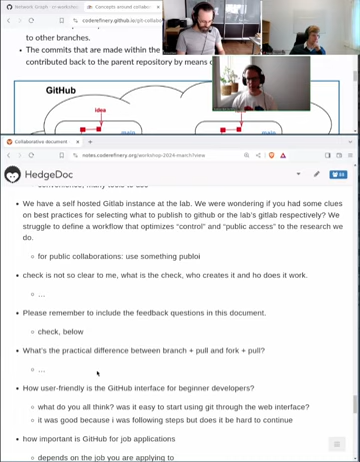 Network Graph · cr-workshop
Concepts around collabor
coderefinery.github.io/git-collabo
to other branches.
• The commits that are made within the
contributed back to the parent repository by means o
GitHub
idea
main
main
Collaborative document
notes.coderefinery.org/workshop-2024-march#view
HedgeDoc
• We have a self hosted Gitlab instance at the lab. We were wondering if you had some clues
on best practices for selecting what to publish to github or the lab's gitlab respectively? We
struggle to define a workflow that optimizes "control" and "public access" to the research we
do.
◦ for public collaborations: use something publoi
• check is not so clear to me, what is the check, who creates it and ho does it work.
◦ ...
• Please remember to include the feedback questions in this document.
◦ check, below
• What's the practical difference between branch + pull and fork + pull?
◦ ...
• How user-friendly is the GitHub interface for beginner developers?
◦ what do you all think? was it easy to start using git through the web interface?
◦ it was good because i was following steps but does it be hard to continue
• how important is GitHub for job applications
◦ depends on the job you are applying to